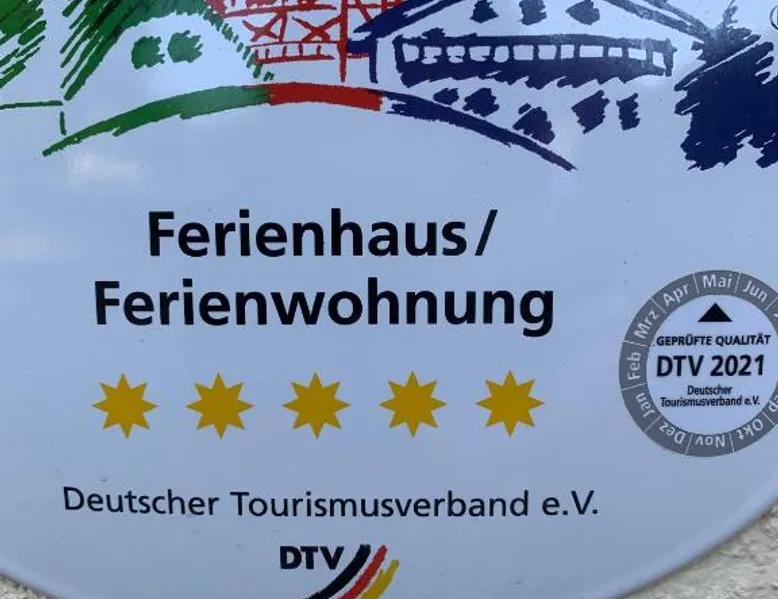 Ferienhaus/
Ferienwohnung
Deutscher Tourismusverband e.V.
DTV
Jan Feb Mrz Apr Mai Jun
Okt Nov Dez
GEPRÜFTE QUALITÄT
DTV 2021
Deutscher
Tourismusverband e.V.